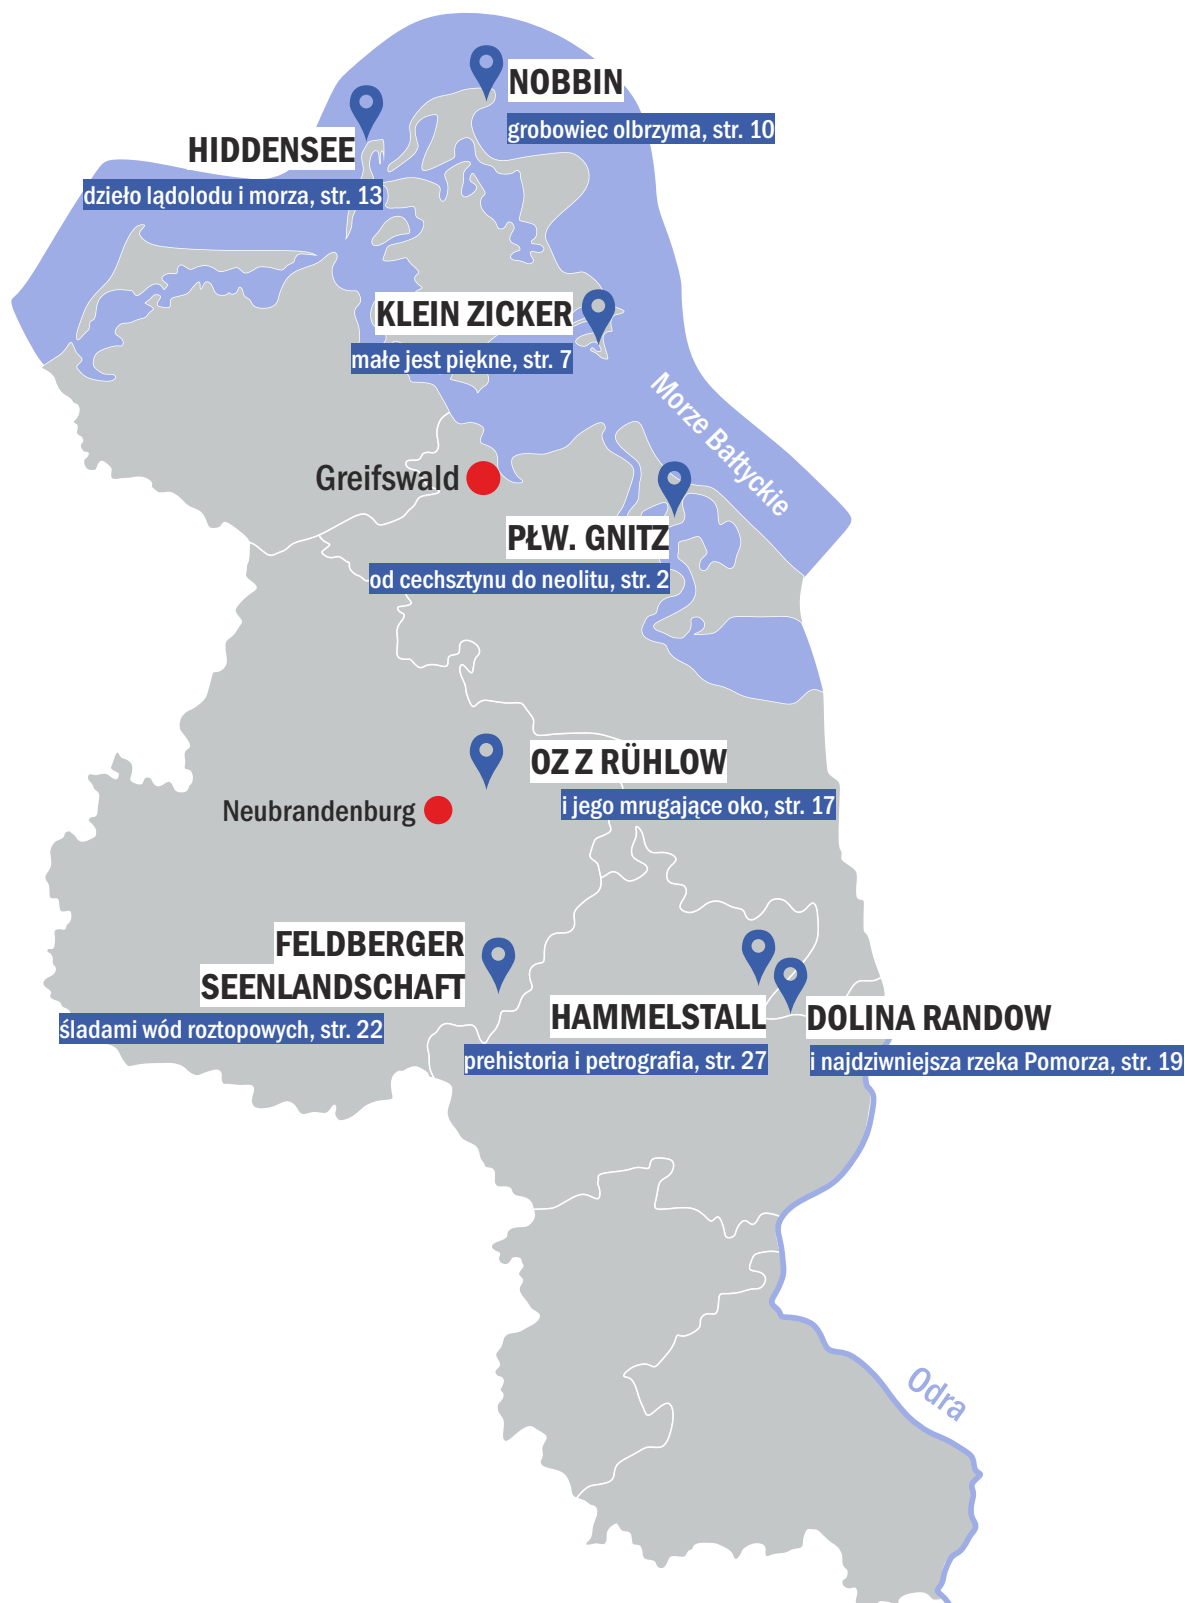 NOBBIN
grobowiec olbrzyma, str. 10
HIDDENSEE
dzieło lądolodu i morza, str. 13
KLEIN ZICKER
małe jest piękne, str. 7
Morze Bałtyckie
Greifswald
PŁW. GNITZ
od cechsztynu do neolitu, str. 2
OZ Z RÜHLOW
i jego mrugające oko, str. 17
Neubrandenburg
FELDBERGER
SEENLANDSCHAFT
śladami wód roztopowych, str. 22
HAMMELSTALL
prehistoria i petrografia, str. 27
DOLINA RANDOW
i najdziwniejsza rzeka Pomorza, str. 19
Odra